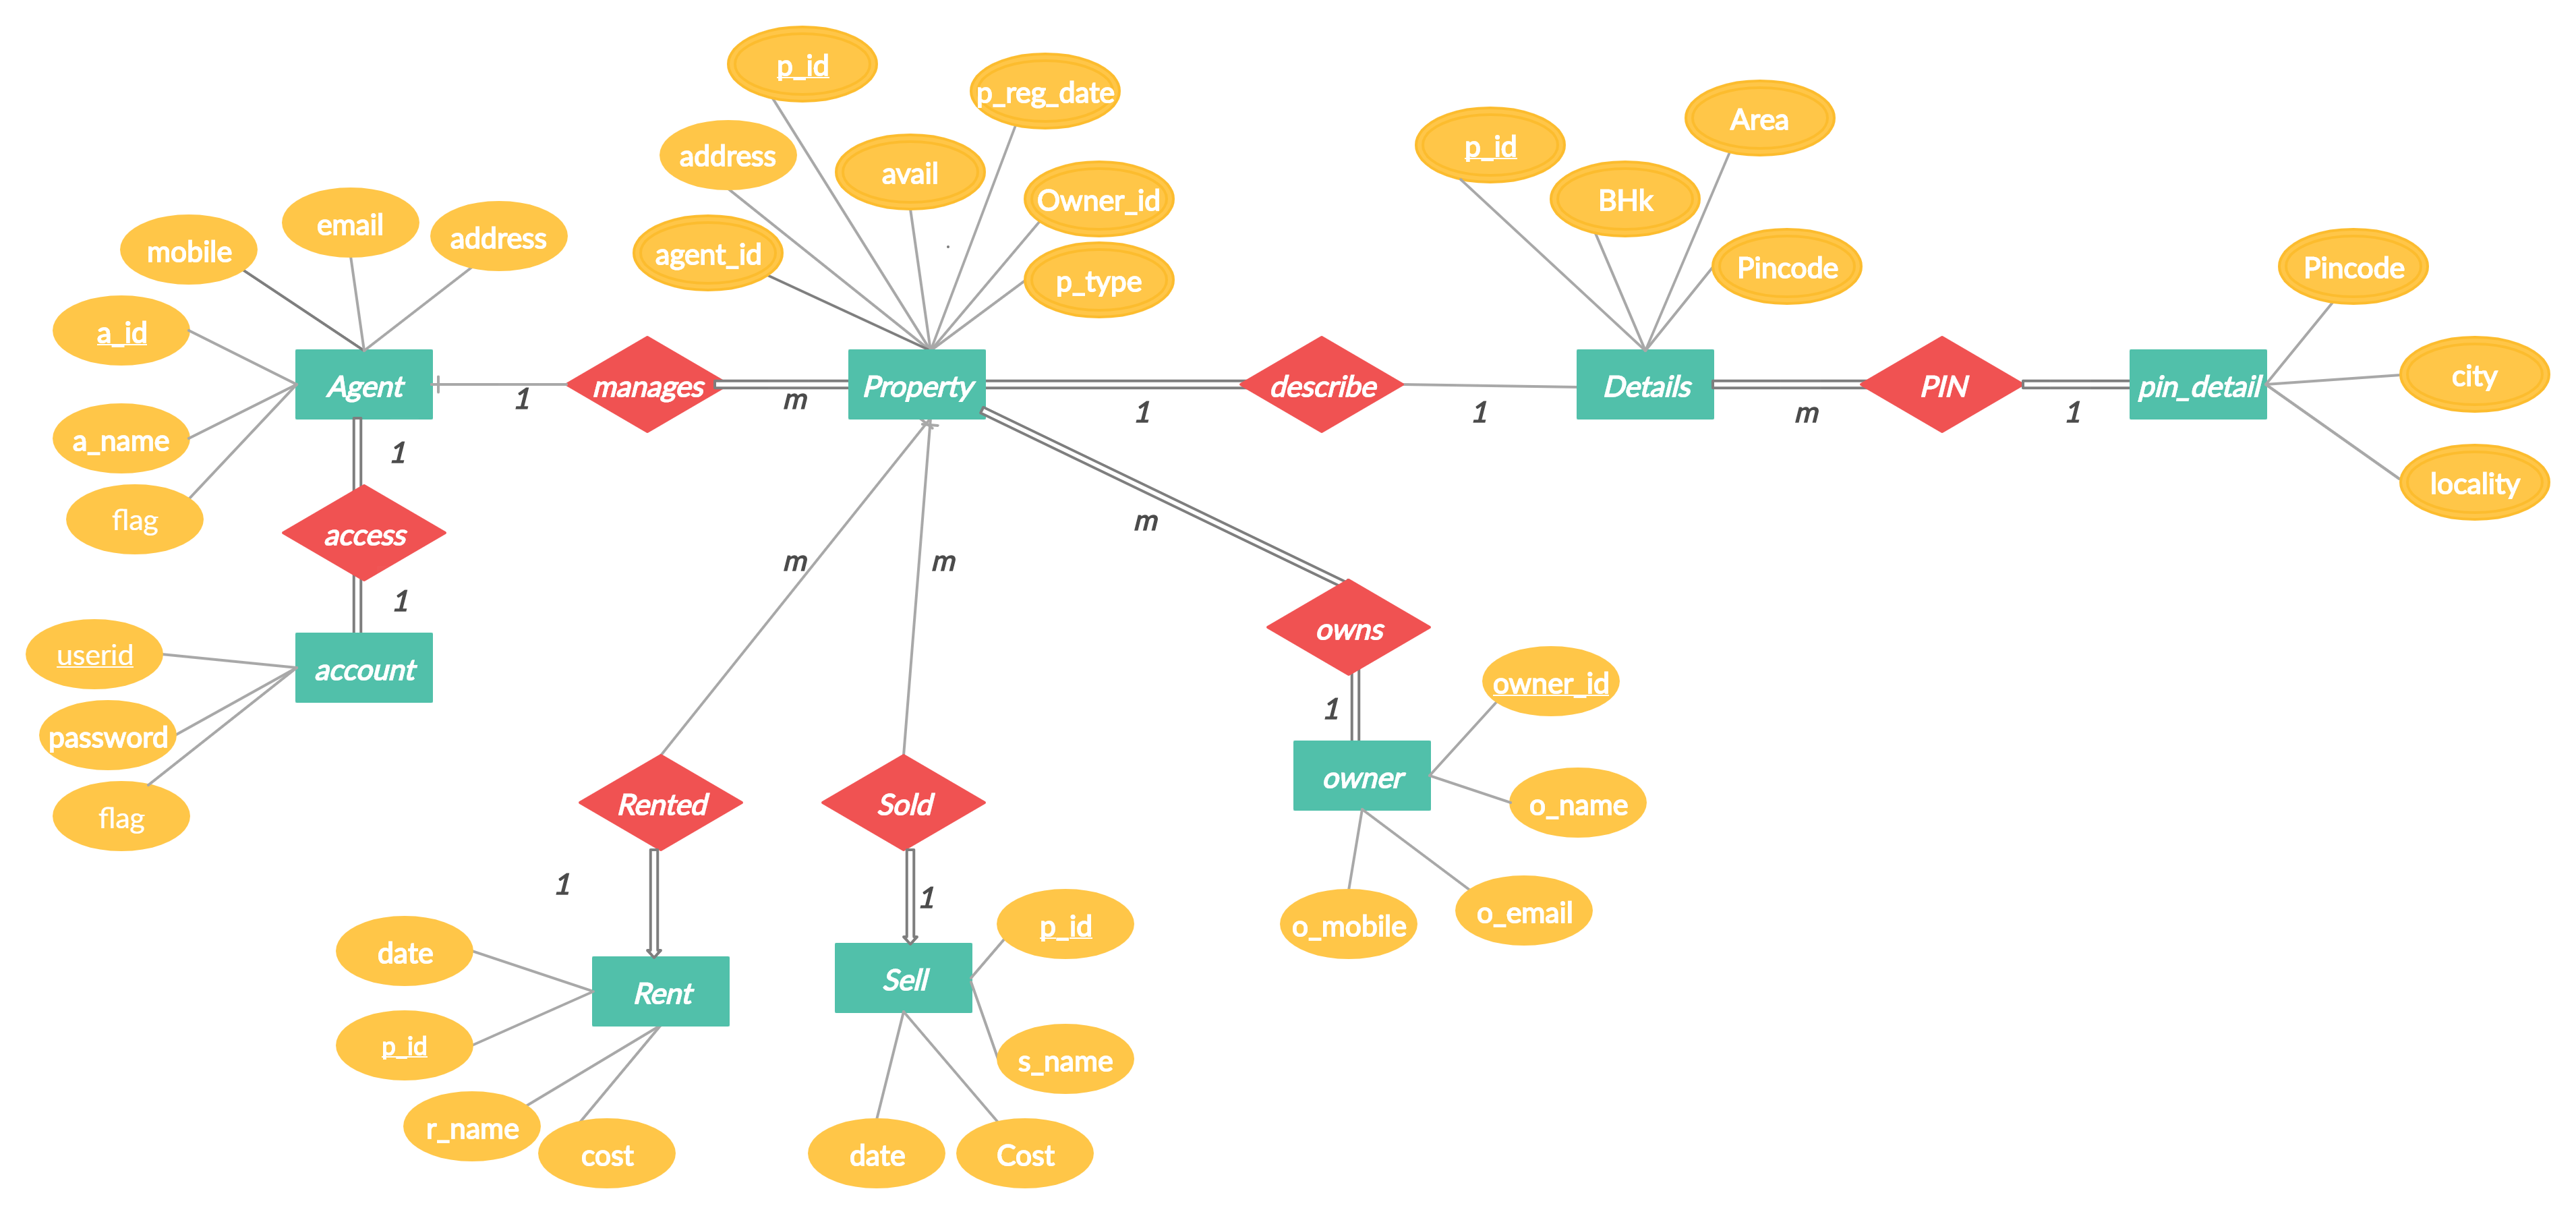 p_id
p_reg_date
address
avail
Owner_id
agent_id
p_type
mobile
email
address
a_id
a_name
flag
Agent
1
manages
m
Property
1
describe
1
p_id
BHk
Area
Pincode
Details
m
PIN
1
pin_detail
Pincode
city
locality
1
access
1
account
userid
password
flag
m
m
m
Rented
Sold
owns
1
1
1
owner
owner_id
o_name
o_mobile
o_email
Rent
date
p_id
r_name
cost
Sell
p_id
s_name
date
Cost